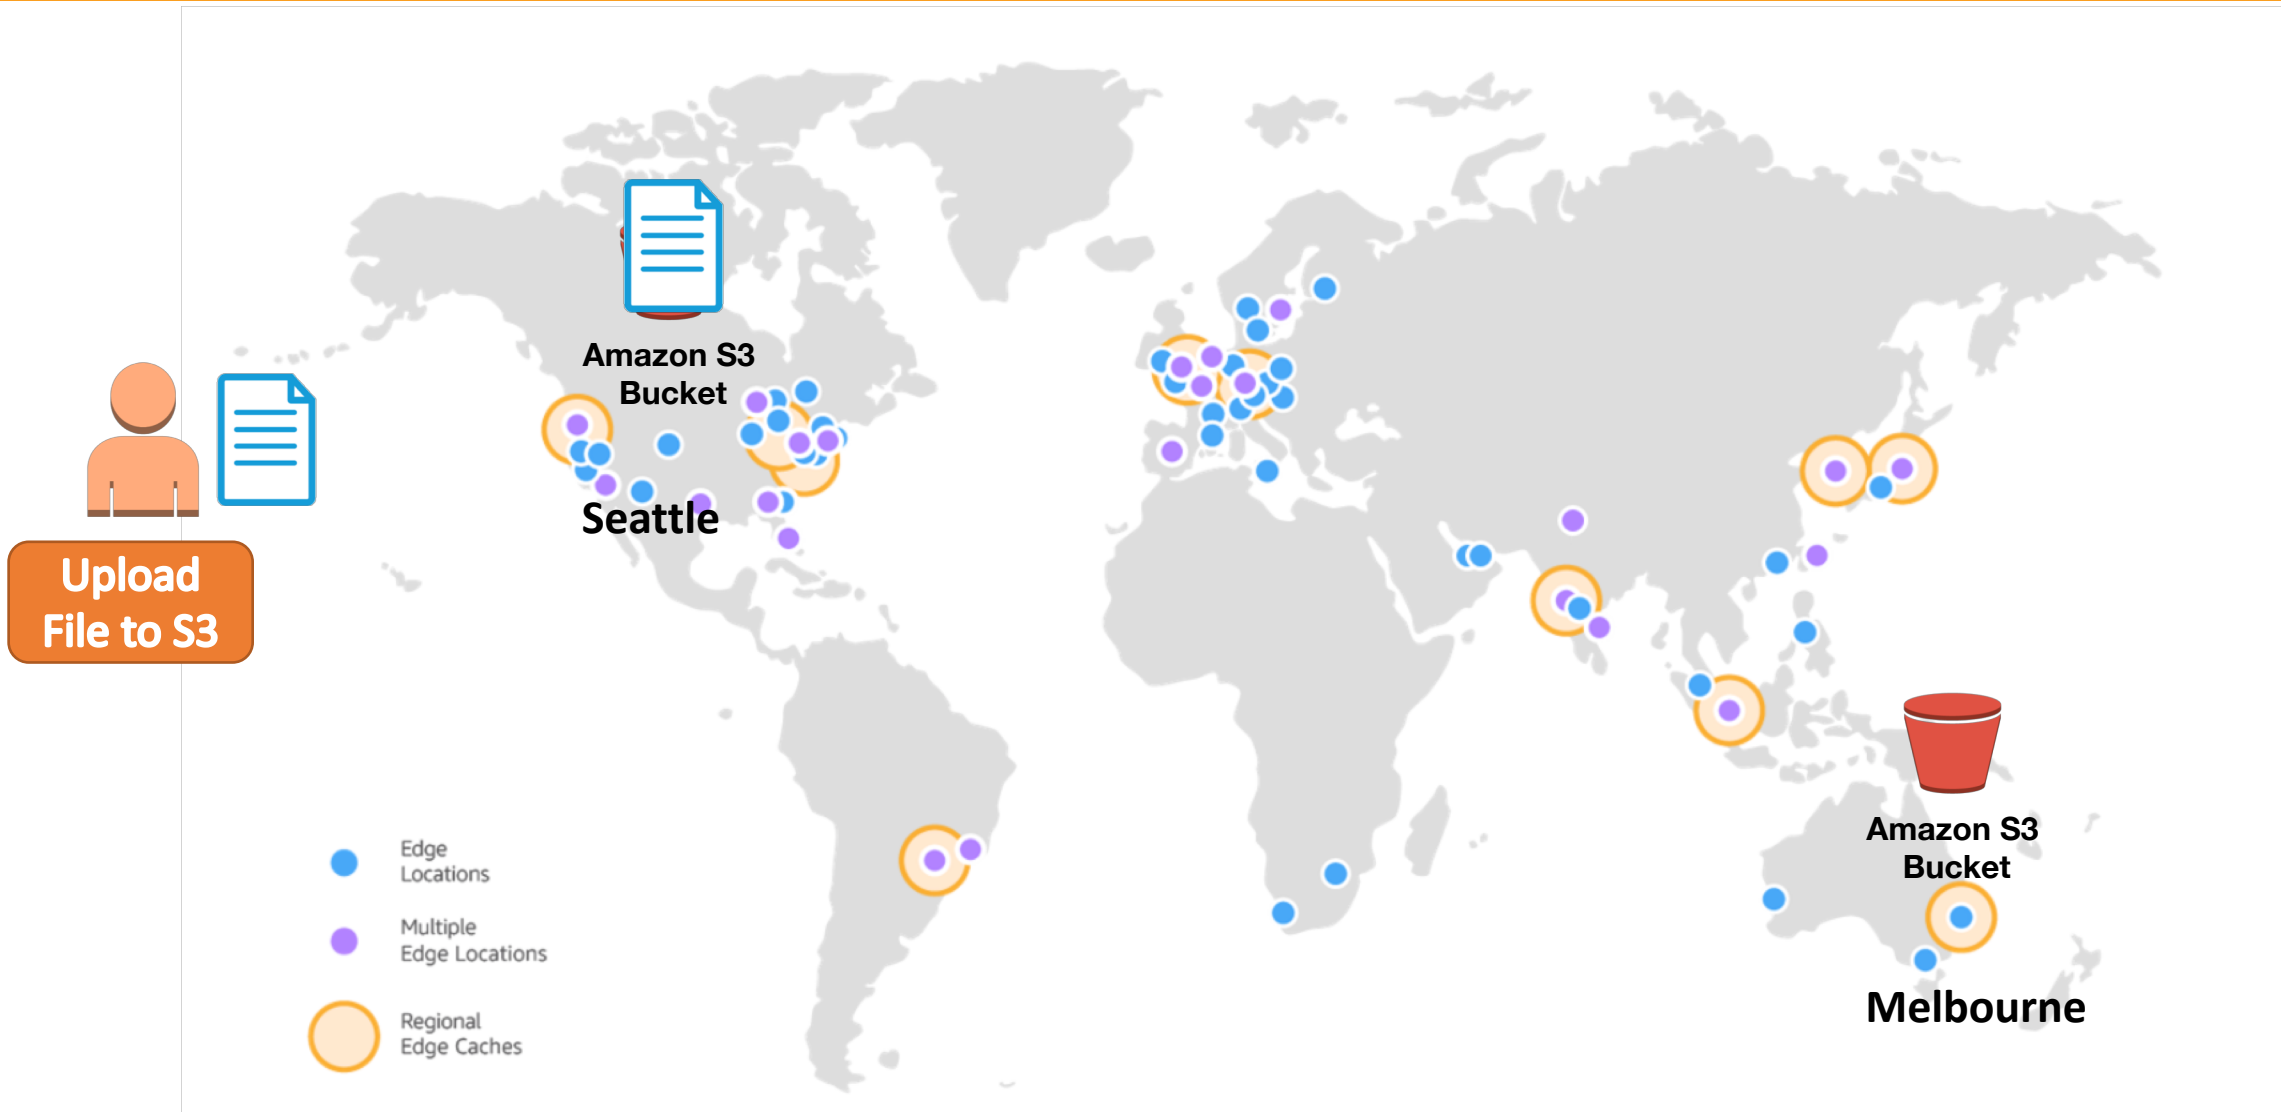 Amazon S3
Bucket
Seattle
Upload
File to S3
Amazon S3
Bucket
Melbourne
Edge
Locations
Multiple
Edge Locations
Regional
Edge Caches